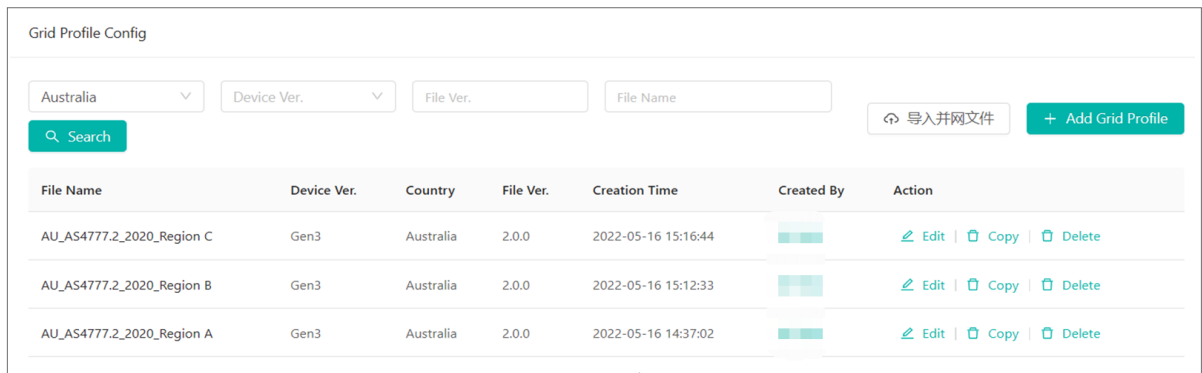 Grid Profile Config
Australia Device Ver. File Ver. File Name
导入并网文件 + Add Grid Profile
Search
File Name Device Ver. Country File Ver. Creation Time Created By Action
AU_AS4777.2_2020_Region C Gen3 Australia 2.0.0 2022-05-16 15:16:44 Edit | Copy | Delete
AU_AS4777.2_2020_Region B Gen3 Australia 2.0.0 2022-05-16 15:12:33 Edit | Copy | Delete
AU_AS4777.2_2020_Region A Gen3 Australia 2.0.0 2022-05-16 14:37:02 Edit | Copy | Delete